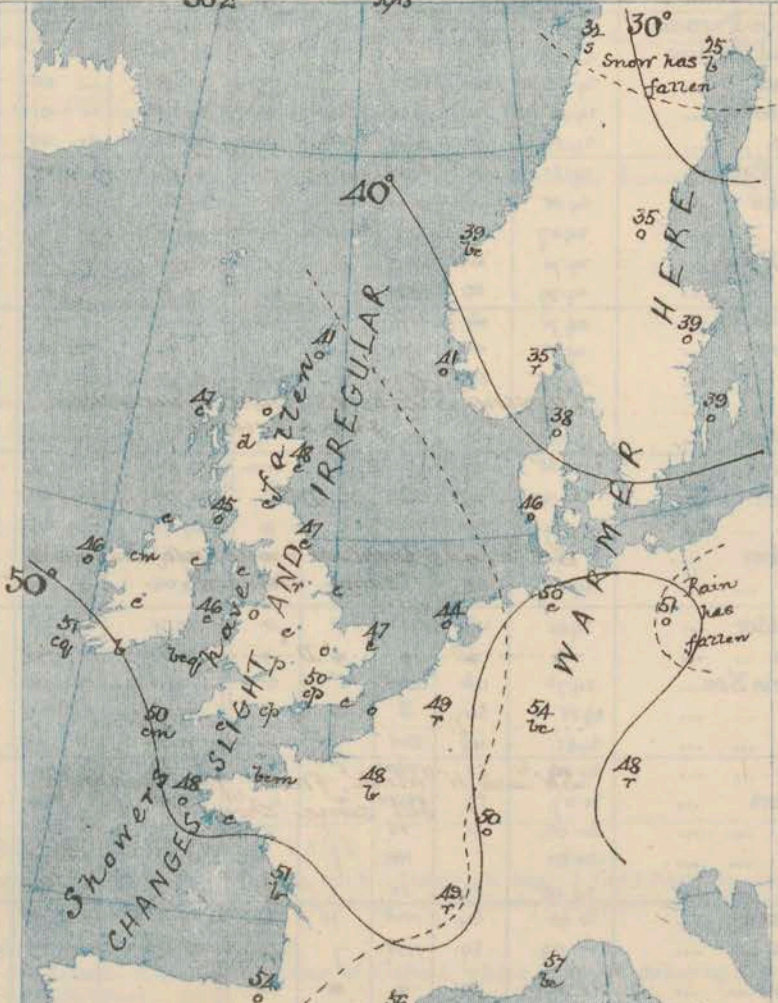 32
s
30°
25
b
Snow has
fallen
40°
39
bc
35
o
HERE
39
o
41
o
IRREGULAR
41
o
35
r
39
o
47
c
o
38
o
d
fallen
48
c
c
WARMER
45
o
46
o
c
47
c
46
o
cm
c
50°
c
c
46
c
have
o
AND
r
c
50
c
44
51
o
Rain
has
fallen
51
cq
b
bcq
c
47
c
p
o
50
cp
c
o
SLIGHT
cp
c
49
r
54
bc
50
cm
48
o
bcm
48
b
48
r
Showers
CHANGES
c
50
o
51
49
r
54
o
57
bc